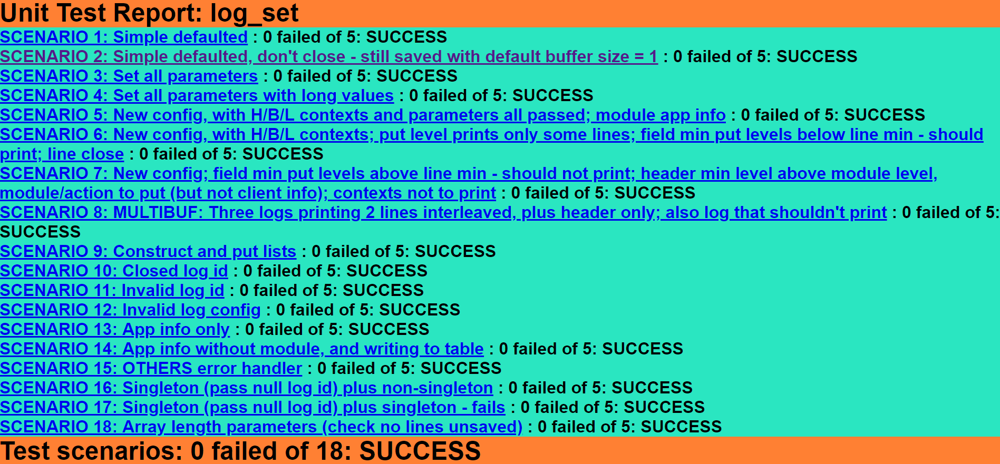 Unit Test Report: log_set
SCENARIO 1: Simple defaulted : 0 failed of 5: SUCCESS
SCENARIO 2: Simple defaulted, don't close - still saved with default buffer size = 1 : 0 failed of 5: SUCCESS
SCENARIO 3: Set all parameters : 0 failed of 5: SUCCESS
SCENARIO 4: Set all parameters with long values : 0 failed of 5: SUCCESS
SCENARIO 5: New config, with H/B/L contexts and parameters all passed; module app info : 0 failed of 5: SUCCESS
SCENARIO 6: New config, with H/B/L contexts; put level prints only some lines; field min put levels below line min - should
print; line close : 0 failed of 5: SUCCESS
SCENARIO 7: New config; field min put levels above line min - should not print; header min level above module level,
module/action to put (but not client info); contexts not to print : 0 failed of 5: SUCCESS
SCENARIO 8: MULTIBUF: Three logs printing 2 lines interleaved, plus header only; also log that shouldn't print : 0 failed of 5:
SUCCESS
SCENARIO 9: Construct and put lists : 0 failed of 5: SUCCESS
SCENARIO 10: Closed log id : 0 failed of 5: SUCCESS
SCENARIO 11: Invalid log id : 0 failed of 5: SUCCESS
SCENARIO 12: Invalid log config : 0 failed of 5: SUCCESS
SCENARIO 13: App info only : 0 failed of 5: SUCCESS
SCENARIO 14: App info without module, and writing to table : 0 failed of 5: SUCCESS
SCENARIO 15: OTHERS error handler : 0 failed of 5: SUCCESS
SCENARIO 16: Singleton (pass null log id) plus non-singleton : 0 failed of 5: SUCCESS
SCENARIO 17: Singleton (pass null log id) plus singleton - fails : 0 failed of 5: SUCCESS
SCENARIO 18: Array length parameters (check no lines unsaved) : 0 failed of 5: SUCCESS
Test scenarios: 0 failed of 18: SUCCESS